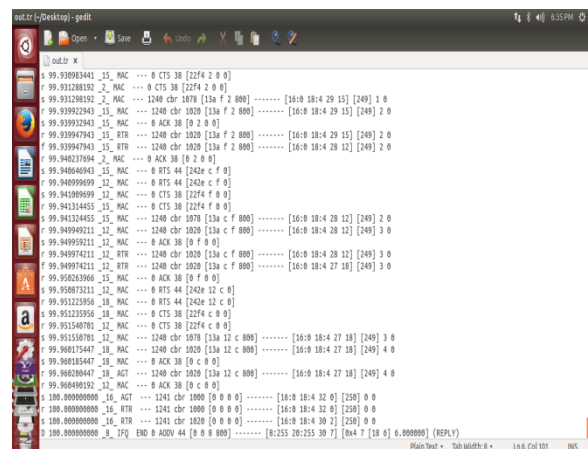 out.tr (~/Desktop) - gedit
6:35 PM
Open Save Undo
out.tr x
s 99.930983441 _15_ MAC --- 0 CTS 38 [22f4 2 0 0]
r 99.931288192 _2_ MAC --- 0 CTS 38 [22f4 2 0 0]
s 99.931298192 _2_ MAC --- 1240 cbr 1078 [13a f 2 800] ------- [16:0 18:4 29 15] [249] 1 0
r 99.939922943 _15_ MAC --- 1240 cbr 1020 [13a f 2 800] ------- [16:0 18:4 29 15] [249] 2 0
s 99.939932943 _15_ MAC --- 0 ACK 38 [0 2 0 0]
r 99.939947943 _15_ RTR --- 1240 cbr 1020 [13a f 2 800] ------- [16:0 18:4 29 15] [249] 2 0
f 99.939947943 _15_ RTR --- 1240 cbr 1020 [13a f 2 800] ------- [16:0 18:4 28 12] [249] 2 0
r 99.940237694 _2_ MAC --- 0 ACK 38 [0 2 0 0]
s 99.940646943 _15_ MAC --- 0 RTS 44 [242e c f 0]
r 99.940999699 _12_ MAC --- 0 RTS 44 [242e c f 0]
s 99.941009699 _12_ MAC --- 0 CTS 38 [22f4 f 0 0]
r 99.941314455 _15_ MAC --- 0 CTS 38 [22f4 f 0 0]
s 99.941324455 _15_ MAC --- 1240 cbr 1078 [13a c f 800] ------- [16:0 18:4 28 12] [249] 2 0
r 99.949949211 _12_ MAC --- 1240 cbr 1020 [13a c f 800] ------- [16:0 18:4 28 12] [249] 3 0
s 99.949959211 _12_ MAC --- 0 ACK 38 [0 f 0 0]
r 99.949974211 _12_ RTR --- 1240 cbr 1020 [13a c f 800] ------- [16:0 18:4 28 12] [249] 3 0
f 99.949974211 _12_ RTR --- 1240 cbr 1020 [13a c f 800] ------- [16:0 18:4 27 18] [249] 3 0
r 99.950263966 _15_ MAC --- 0 ACK 38 [0 f 0 0]
s 99.950873211 _12_ MAC --- 0 RTS 44 [242e 12 c 0]
r 99.951225956 _18_ MAC --- 0 RTS 44 [242e 12 c 0]
s 99.951235956 _18_ MAC --- 0 CTS 38 [22f4 c 0 0]
r 99.951540701 _12_ MAC --- 0 CTS 38 [22f4 c 0 0]
s 99.951550701 _12_ MAC --- 1240 cbr 1078 [13a 12 c 800] ------- [16:0 18:4 27 18] [249] 3 0
r 99.960175447 _18_ MAC --- 1240 cbr 1020 [13a 12 c 800] ------- [16:0 18:4 27 18] [249] 4 0
s 99.960185447 _18_ MAC --- 0 ACK 38 [0 c 0 0]
r 99.960200447 _18_ AGT --- 1240 cbr 1020 [13a 12 c 800] ------- [16:0 18:4 27 18] [249] 4 0
r 99.960490192 _12_ MAC --- 0 ACK 38 [0 c 0 0]
s 100.000000000 _16_ AGT --- 1241 cbr 1000 [0 0 0 0] ------- [16:0 18:4 32 0] [250] 0 0
r 100.000000000 _16_ RTR --- 1241 cbr 1000 [0 0 0 0] ------- [16:0 18:4 32 0] [250] 0 0
s 100.000000000 _16_ RTR --- 1241 cbr 1020 [0 0 0 0] ------- [16:0 18:4 30 2] [250] 0 0
D 100.000000000 _8_ IFQ END 0 AODV 44 [0 0 8 800] ------- [8:255 20:255 30 7] [0x4 7 [18 6] 6.000000] (REPLY)
Plain Text Tab Width: 8 Ln 6, Col 101 INS